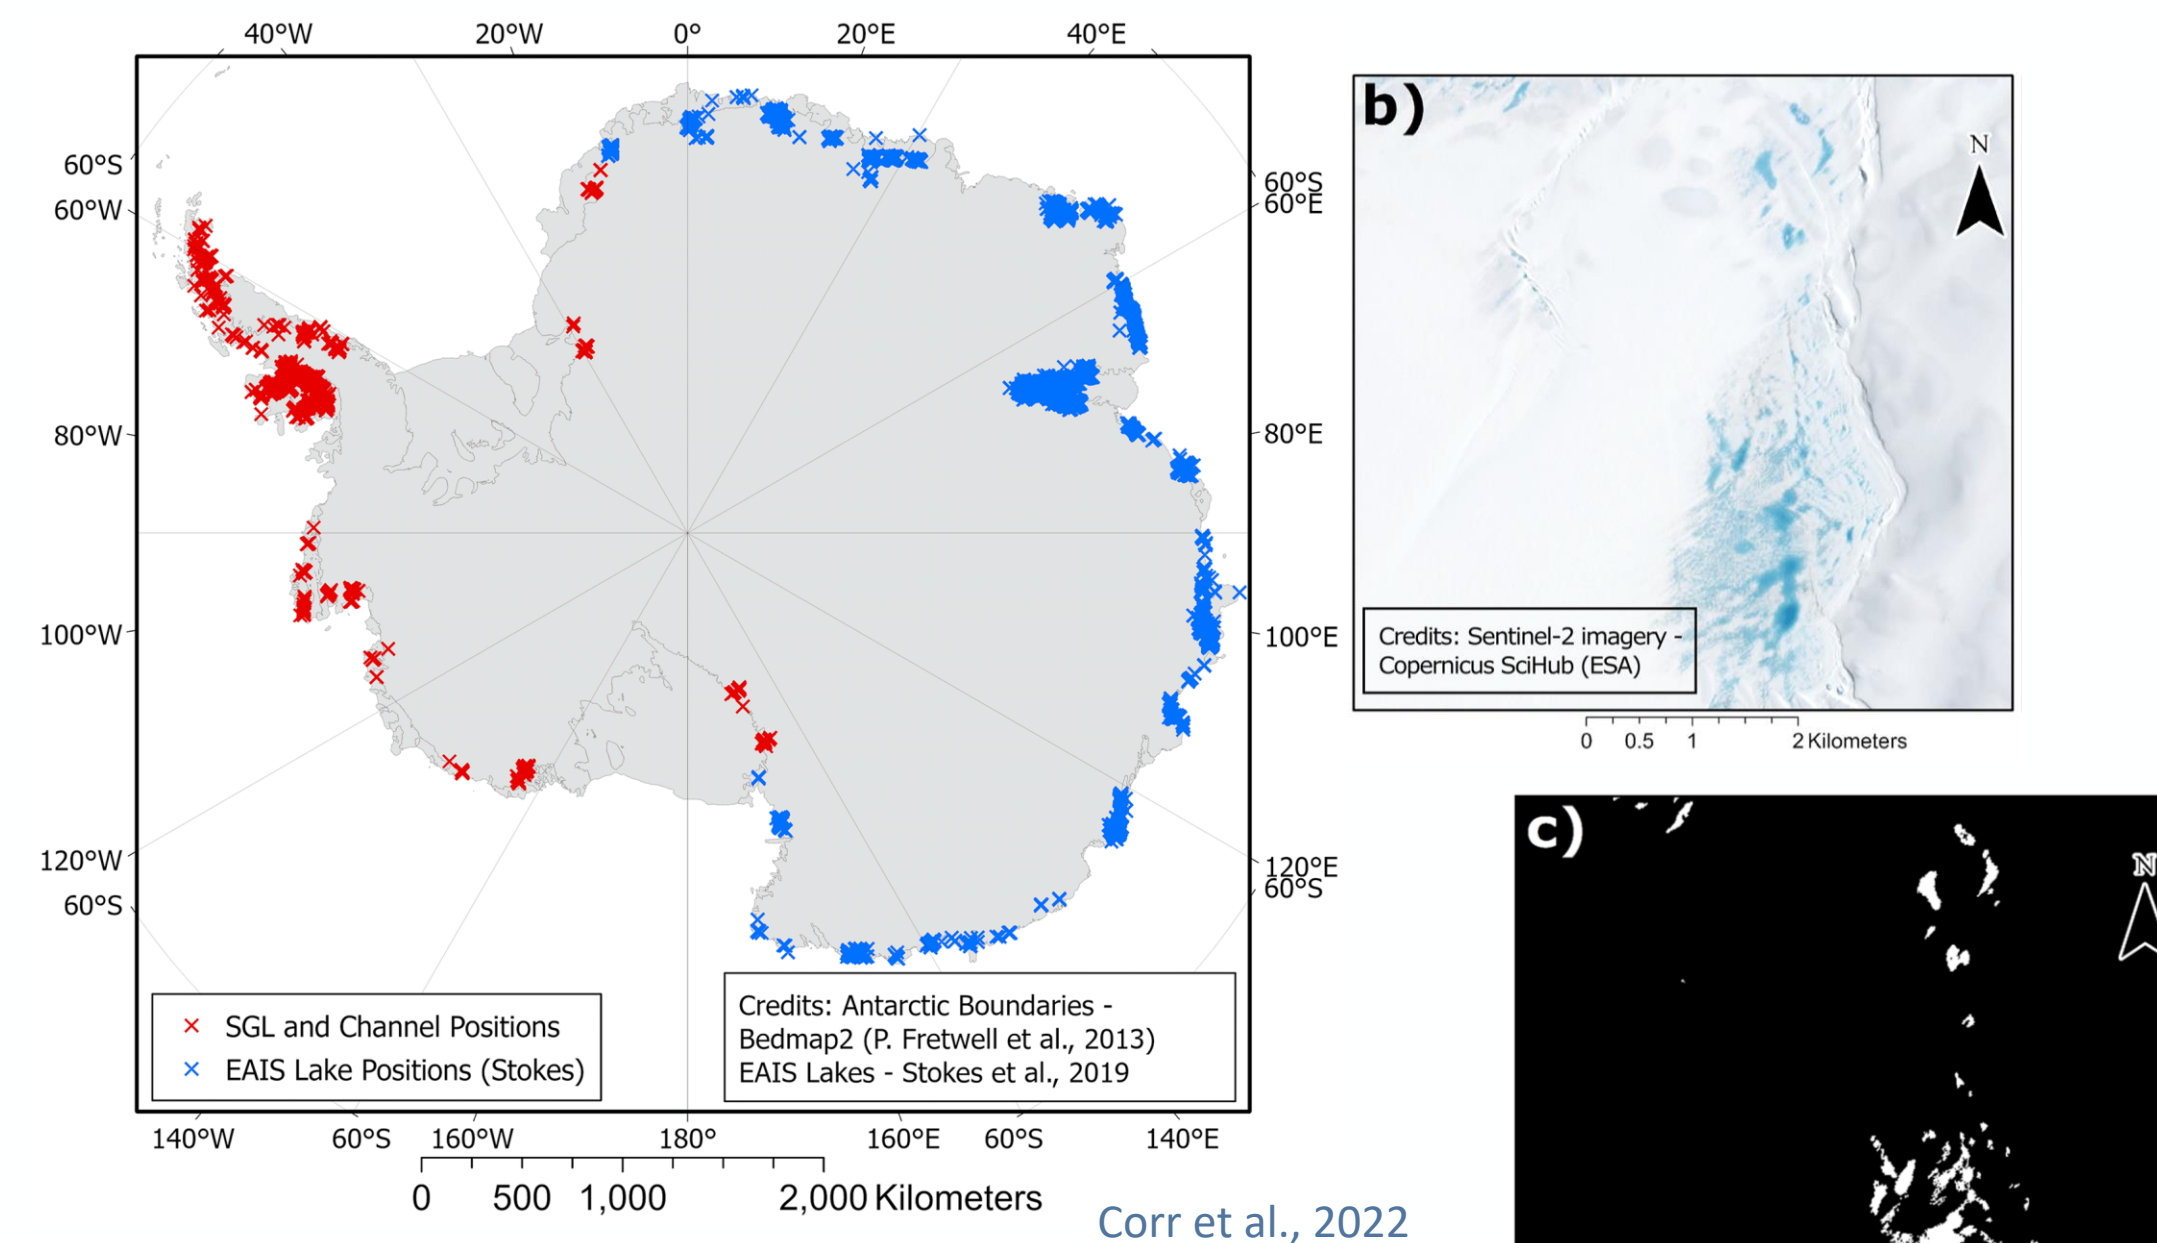 40°W 20°W 0° 20°E 40°E
60°S
60°W
80°W
100°W
120°W
60°S
60°S
60°E
80°E
100°E
120°E
60°S
SGL and Channel Positions
EAIS Lake Positions (Stokes)
Credits: Antarctic Boundaries -
Bedmap2 (P. Fretwell et al., 2013)
EAIS Lakes - Stokes et al., 2019
140°W 60°S 160°W 180° 160°E 60°S 140°E
0 500 1,000 2,000 Kilometers
Corr et al., 2022
b)
N
Credits: Sentinel-2 imagery -
Copernicus SciHub (ESA)
0 0.5 1 2 Kilometers
c)
N